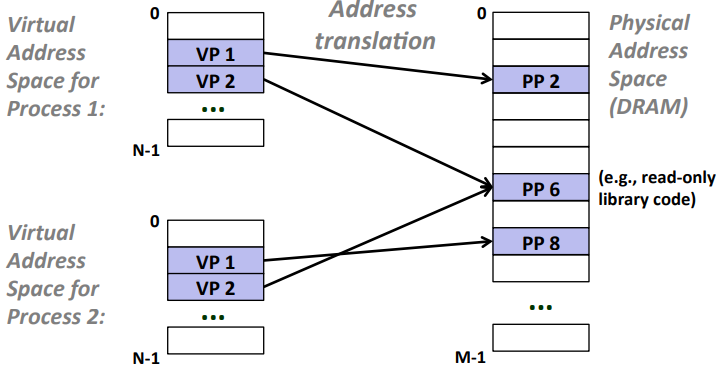 Virtual
Address
Space for
Process 1:
0
VP 1
VP 2
...
N-1
Address
translation
0
PP 2
PP 6
PP 8
...
M-1
Physical
Address
Space
(DRAM)
(e.g., read-only
library code)
Virtual
Address
Space for
Process 2:
0
VP 1
VP 2
...
N-1